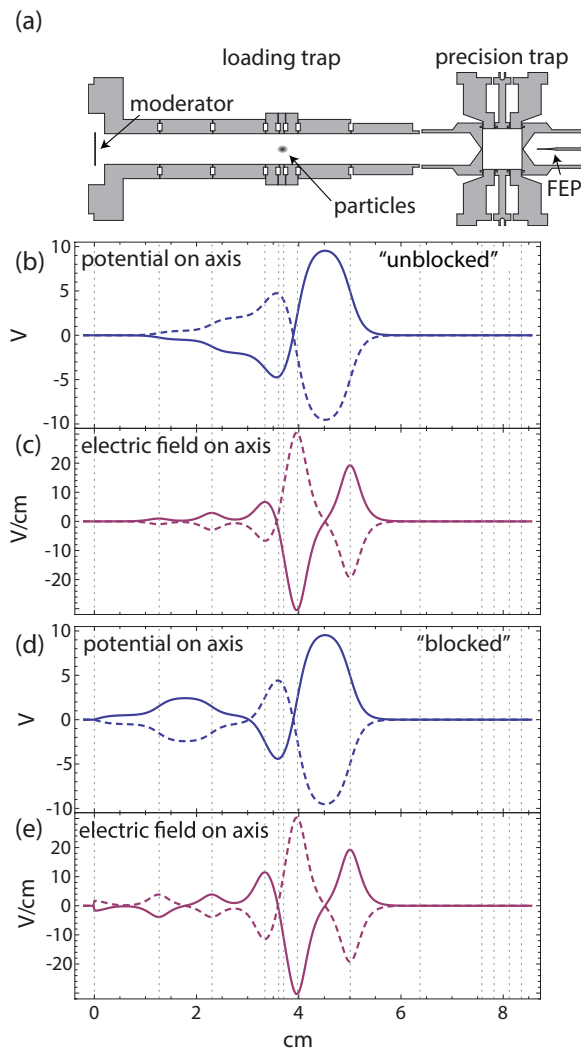 (a)
loading trap
precision trap
moderator
particles
FEP
(b)
potential on axis
“unblocked”
10
5
0
-5
-10
V
(c)
electric field on axis
20
10
0
-10
-20
V/cm
(d)
potential on axis
“blocked”
10
5
0
-5
-10
V
(e)
electric field on axis
20
10
0
-10
-20
V/cm
0 2 4 6 8
cm